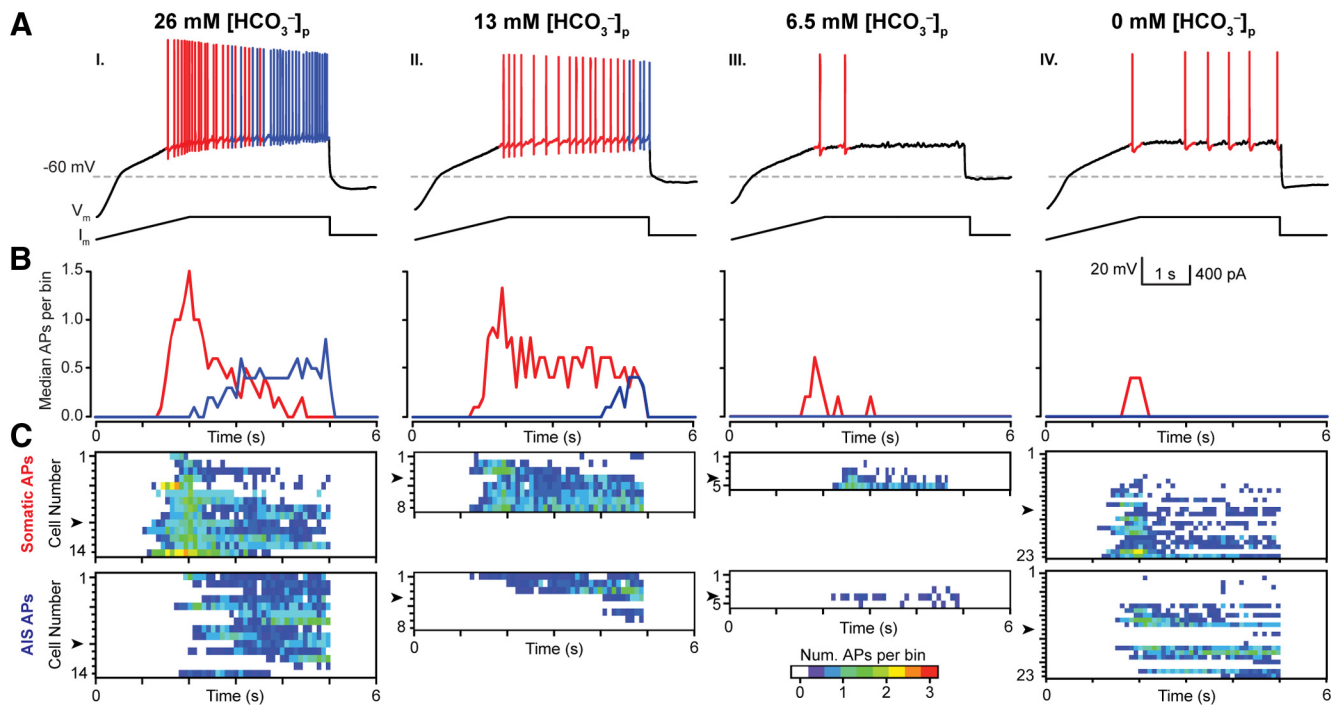 A
26 mM [HCO₃⁻]ₚ
13 mM [HCO₃⁻]ₚ
6.5 mM [HCO₃⁻]ₚ
0 mM [HCO₃⁻]ₚ
I.
II.
III.
IV.
-60 mV
Vₘ
Iₘ
B
Median APs per bin
1.5
1.0
0.5
0.0
0 Time (s) 6
0 Time (s) 6
0 Time (s) 6
0 Time (s) 6
20 mV 1 s 400 pA
C
Somatic APs
Cell Number
1
14
1
8
1
5
1
23
AIS APs
Cell Number
1
14
1
8
1
5
1
23
0 Time (s) 6
0 Time (s) 6
0 Time (s) 6
0 Time (s) 6
Num. APs per bin
0 1 2 3